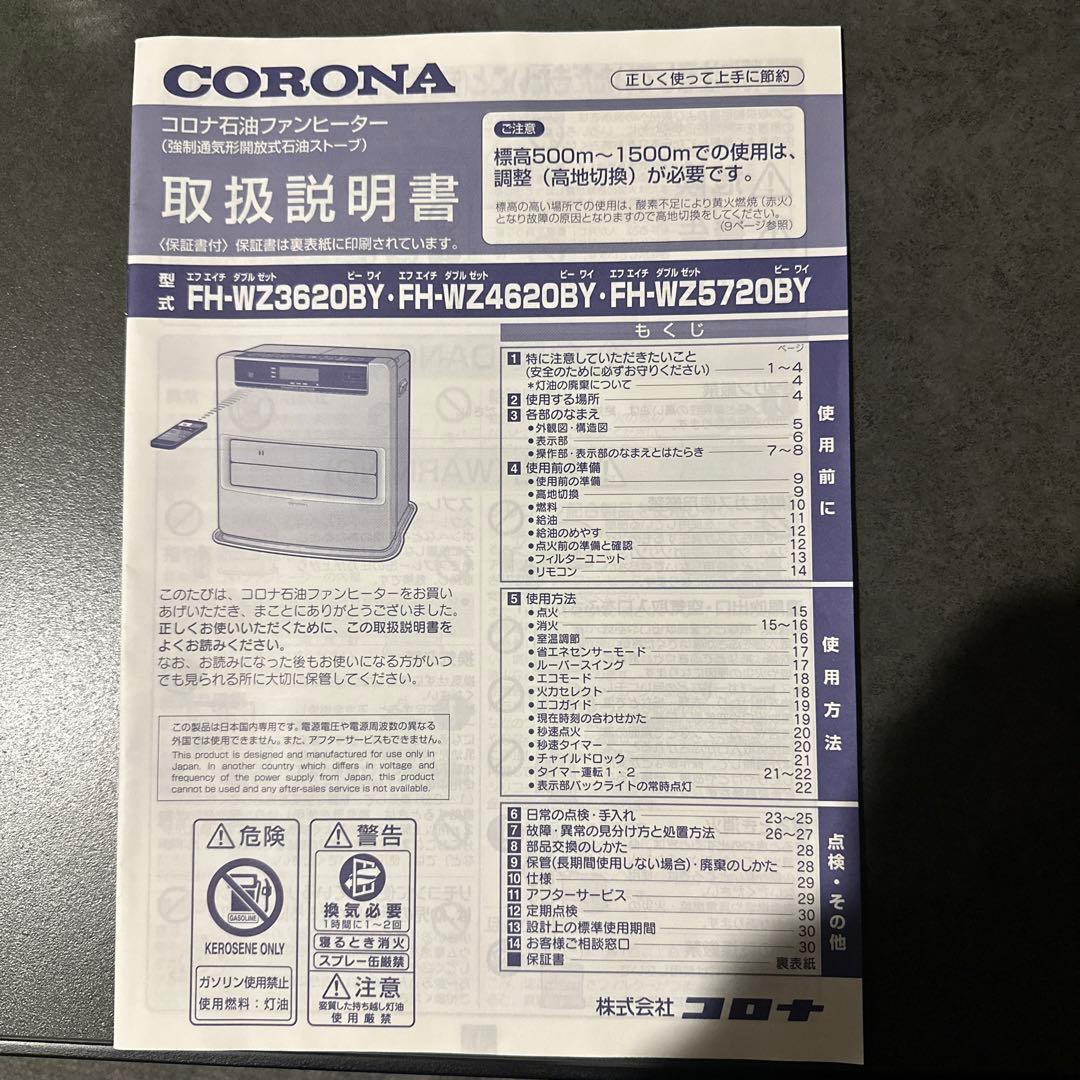 CORONA
正しく使って上手に節約
コロナ石油ファンヒーター
(強制通気形開放式石油ストーブ)
取扱説明書
〈保証書付〉保証書は裏表紙に印刷されています。
ご注意
標高500m〜1500mでの使用は、
調整（高地切換）が必要です。
標高の高い場所での使用は、酸素不足により黄火燃焼（赤火）
となり故障の原因となりますので高地切換をしてください。
(9ページ参照)
型式
エフ エイチ ダブル ゼット ビー ワイ エフ エイチ ダブル ゼット ビー ワイ エフ エイチ ダブル ゼット ビー ワイ
FH-WZ3620BY・FH-WZ4620BY・FH-WZ5720BY
もくじ
ページ
1 特に注意していただきたいこと
(安全のために必ずお守りください) 1〜4
＊灯油の廃棄について 4
2 使用する場所 4
3 各部のなまえ
●外観図・構造図 5
●表示部 6
●操作部・表示部のなまえとはたらき 7〜8
4 使用前の準備
●使用前の準備 9
●高地切換 9
●燃料 10
●給油 11
●給油のめやす 12
●点火前の準備と確認 12
●フィルターユニット 13
●リモコン 14
使用前に
5 使用方法
●点火 15
●消火 15〜16
●室温調節 16
●省エネセンサーモード 17
●ルーバースイング 17
●エコモード 18
●火力セレクト 18
●エコガイド 19
●現在時刻の合わせかた 19
●秒速点火 20
●秒速タイマー 20
●チャイルドロック 21
●タイマー運転1・2 21〜22
●表示部バックライトの常時点灯 22
使用方法
6 日常の点検・手入れ 23〜25
7 故障・異常の見分け方と処置方法 26〜27
8 部品交換のしかた 28
9 保管(長期間使用しない場合)・廃棄のしかた 28
10 仕様 29
11 アフターサービス 29
12 定期点検 30
13 設計上の標準使用期間 30
14 お客様ご相談窓口 30
保証書 裏表紙
点検・その他
このたびは、コロナ石油ファンヒーターをお買い
あげいただき、まことにありがとうございました。
正しくお使いいただくために、この取扱説明書を
よくお読みください。
なお、お読みになった後もお使いになる方がいつ
でも見られる所に大切に保管してください。
この製品は日本国内専用です。電源電圧や電源周波数の異なる
外国では使用できません。また、アフターサービスもできません。
This product is designed and manufactured for use only in
Japan. In another country which differs in voltage and
frequency of the power supply from Japan, this product
cannot be used and any after-sales service is not available.
危険
GASOLINE
KEROSENE ONLY
ガソリン使用禁止
使用燃料：灯油
警告
換気必要
1時間に1〜2回
寝るとき消火
スプレー缶厳禁
注意
変質した持ち越し灯油
使用厳禁
株式会社 コロナ